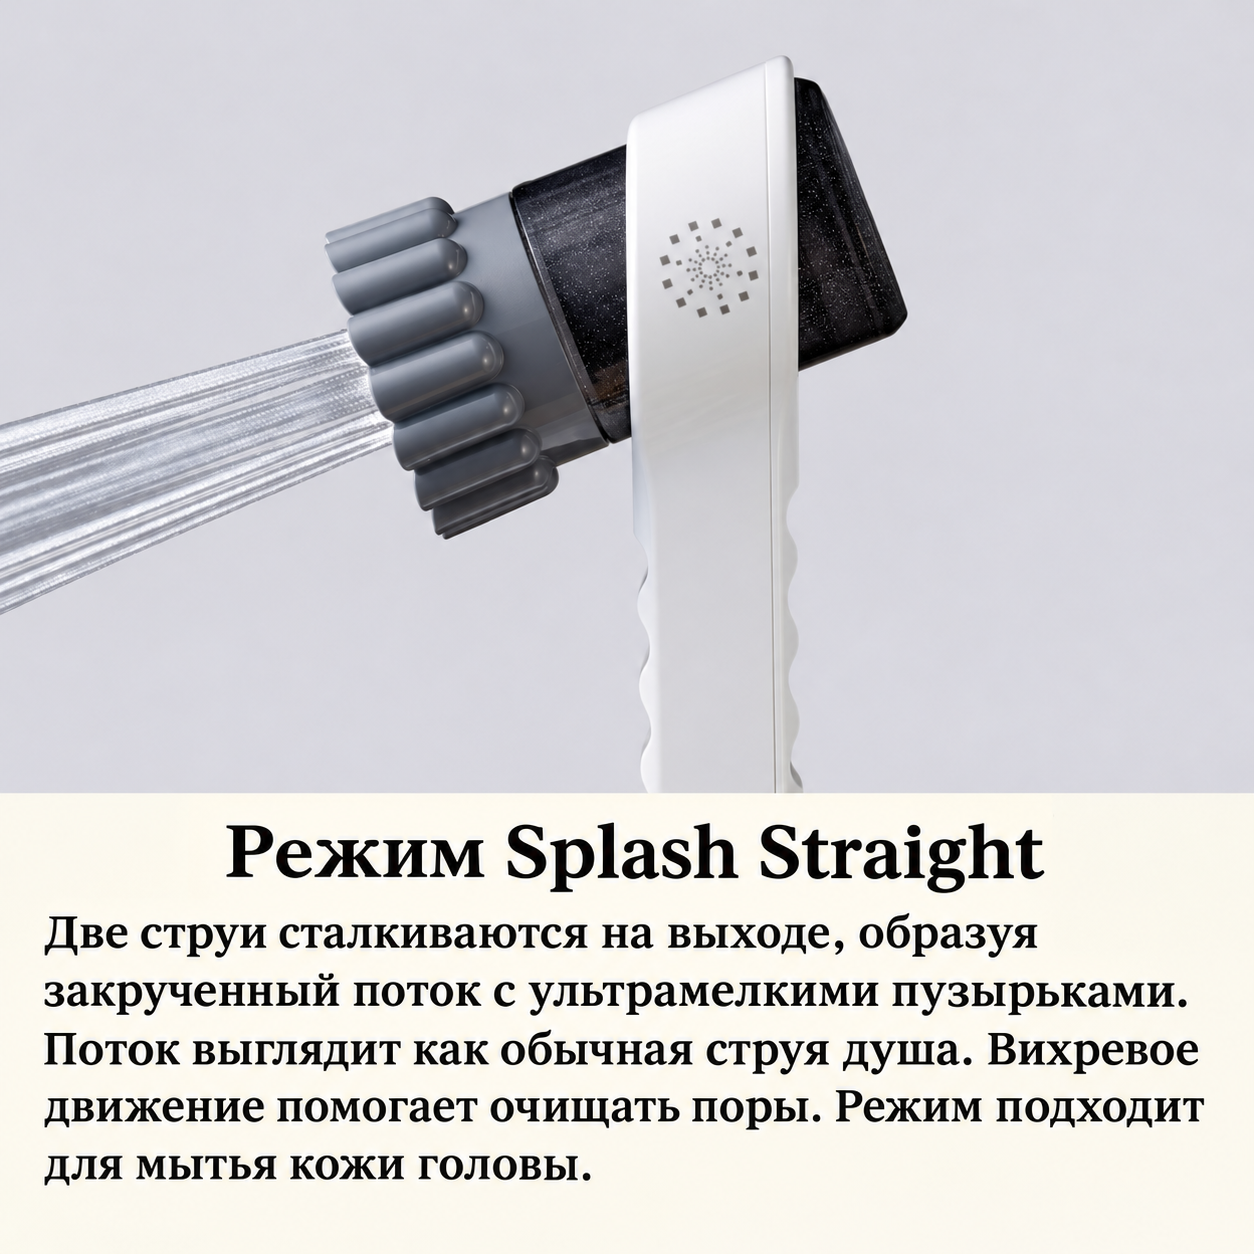 Режим Splash Straight
Две струи сталкиваются на выходе, образуя
закрученный поток с ультрамелкими пузырьками.
Поток выглядит как обычная струя душа. Вихревое
движение помогает очищать поры. Режим подходит
для мытья кожи головы.